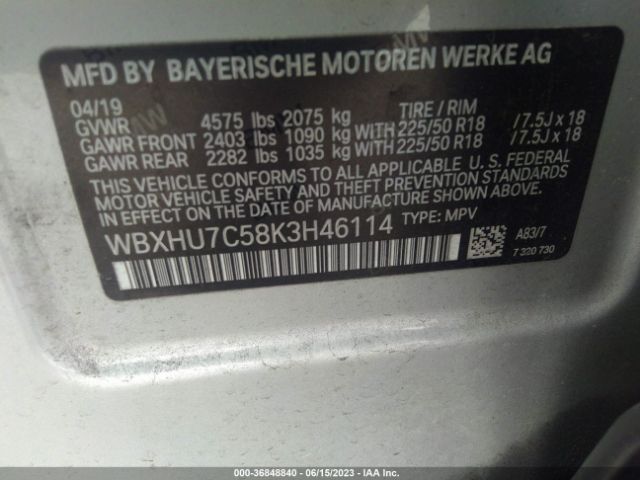 MFD BY BAYERISCHE MOTOREN WERKE AG
04/19 TIRE / RIM
GVWR 4575 lbs 2075 kg
GAWR FRONT 2403 lbs 1090 kg WITH 225/50 R18 /7.5J x 18
GAWR REAR 2282 lbs 1035 kg WITH 225/50 R18 /7.5J x 18
THIS VEHICLE CONFORMS TO ALL APPLICABLE U. S. FEDERAL
MOTOR VEHICLE SAFETY AND THEFT PREVENTION STANDARDS
IN EFFECT ON THE DATE OF MANUFACTURE SHOWN ABOVE.
WBXHU7C58K3H46114 TYPE: MPV
A83/7
7 320 730
000-36848840 - 06/15/2023 - IAA Inc.